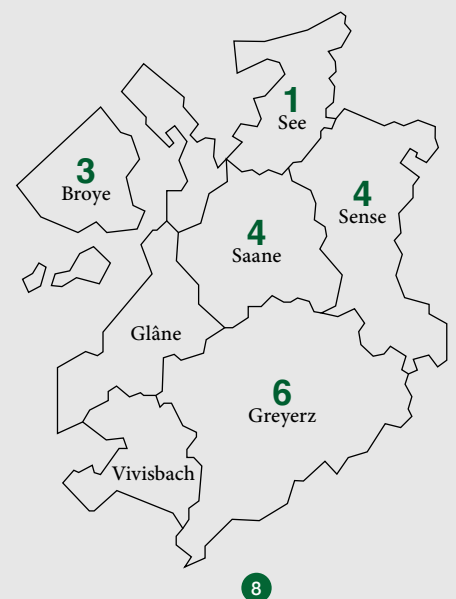 1
See
3
Broye
4
Sense
4
Saane
Glâne
6
Greyerz
Vivisbach
8